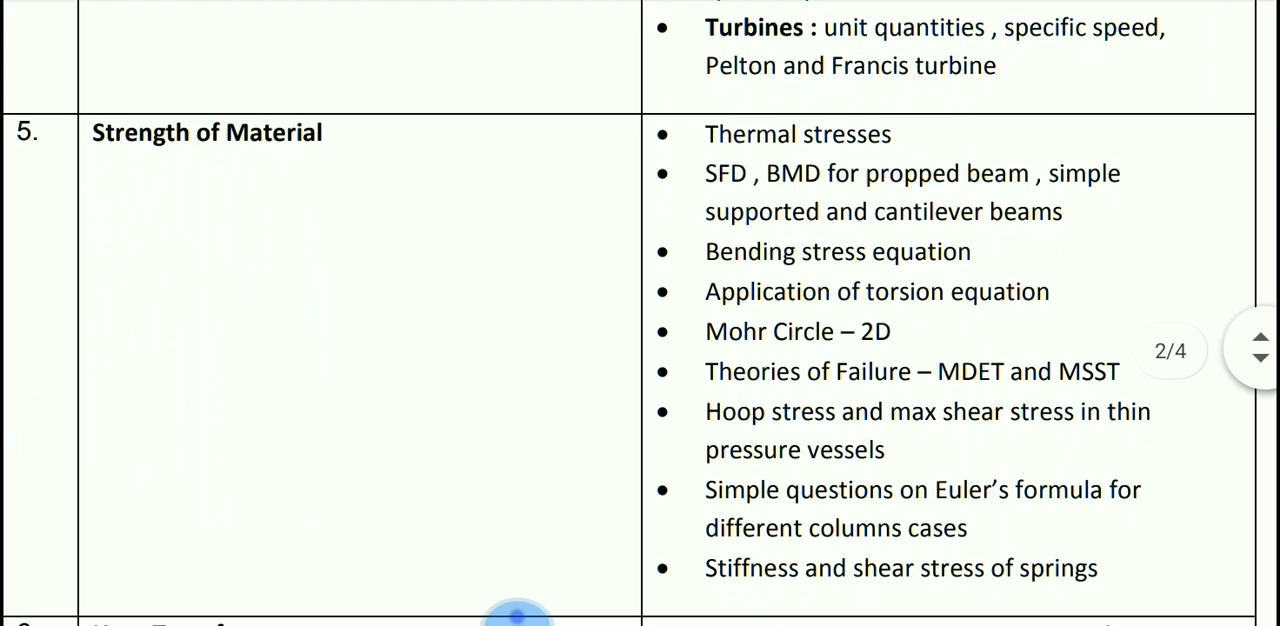 Turbines : unit quantities , specific speed,
Pelton and Francis turbine
5.
Strength of Material
Thermal stresses
SFD , BMD for propped beam , simple
supported and cantilever beams
Bending stress equation
Application of torsion equation
Mohr Circle – 2D
Theories of Failure – MDET and MSST
Hoop stress and max shear stress in thin
pressure vessels
Simple questions on Euler’s formula for
different columns cases
Stiffness and shear stress of springs
2/4